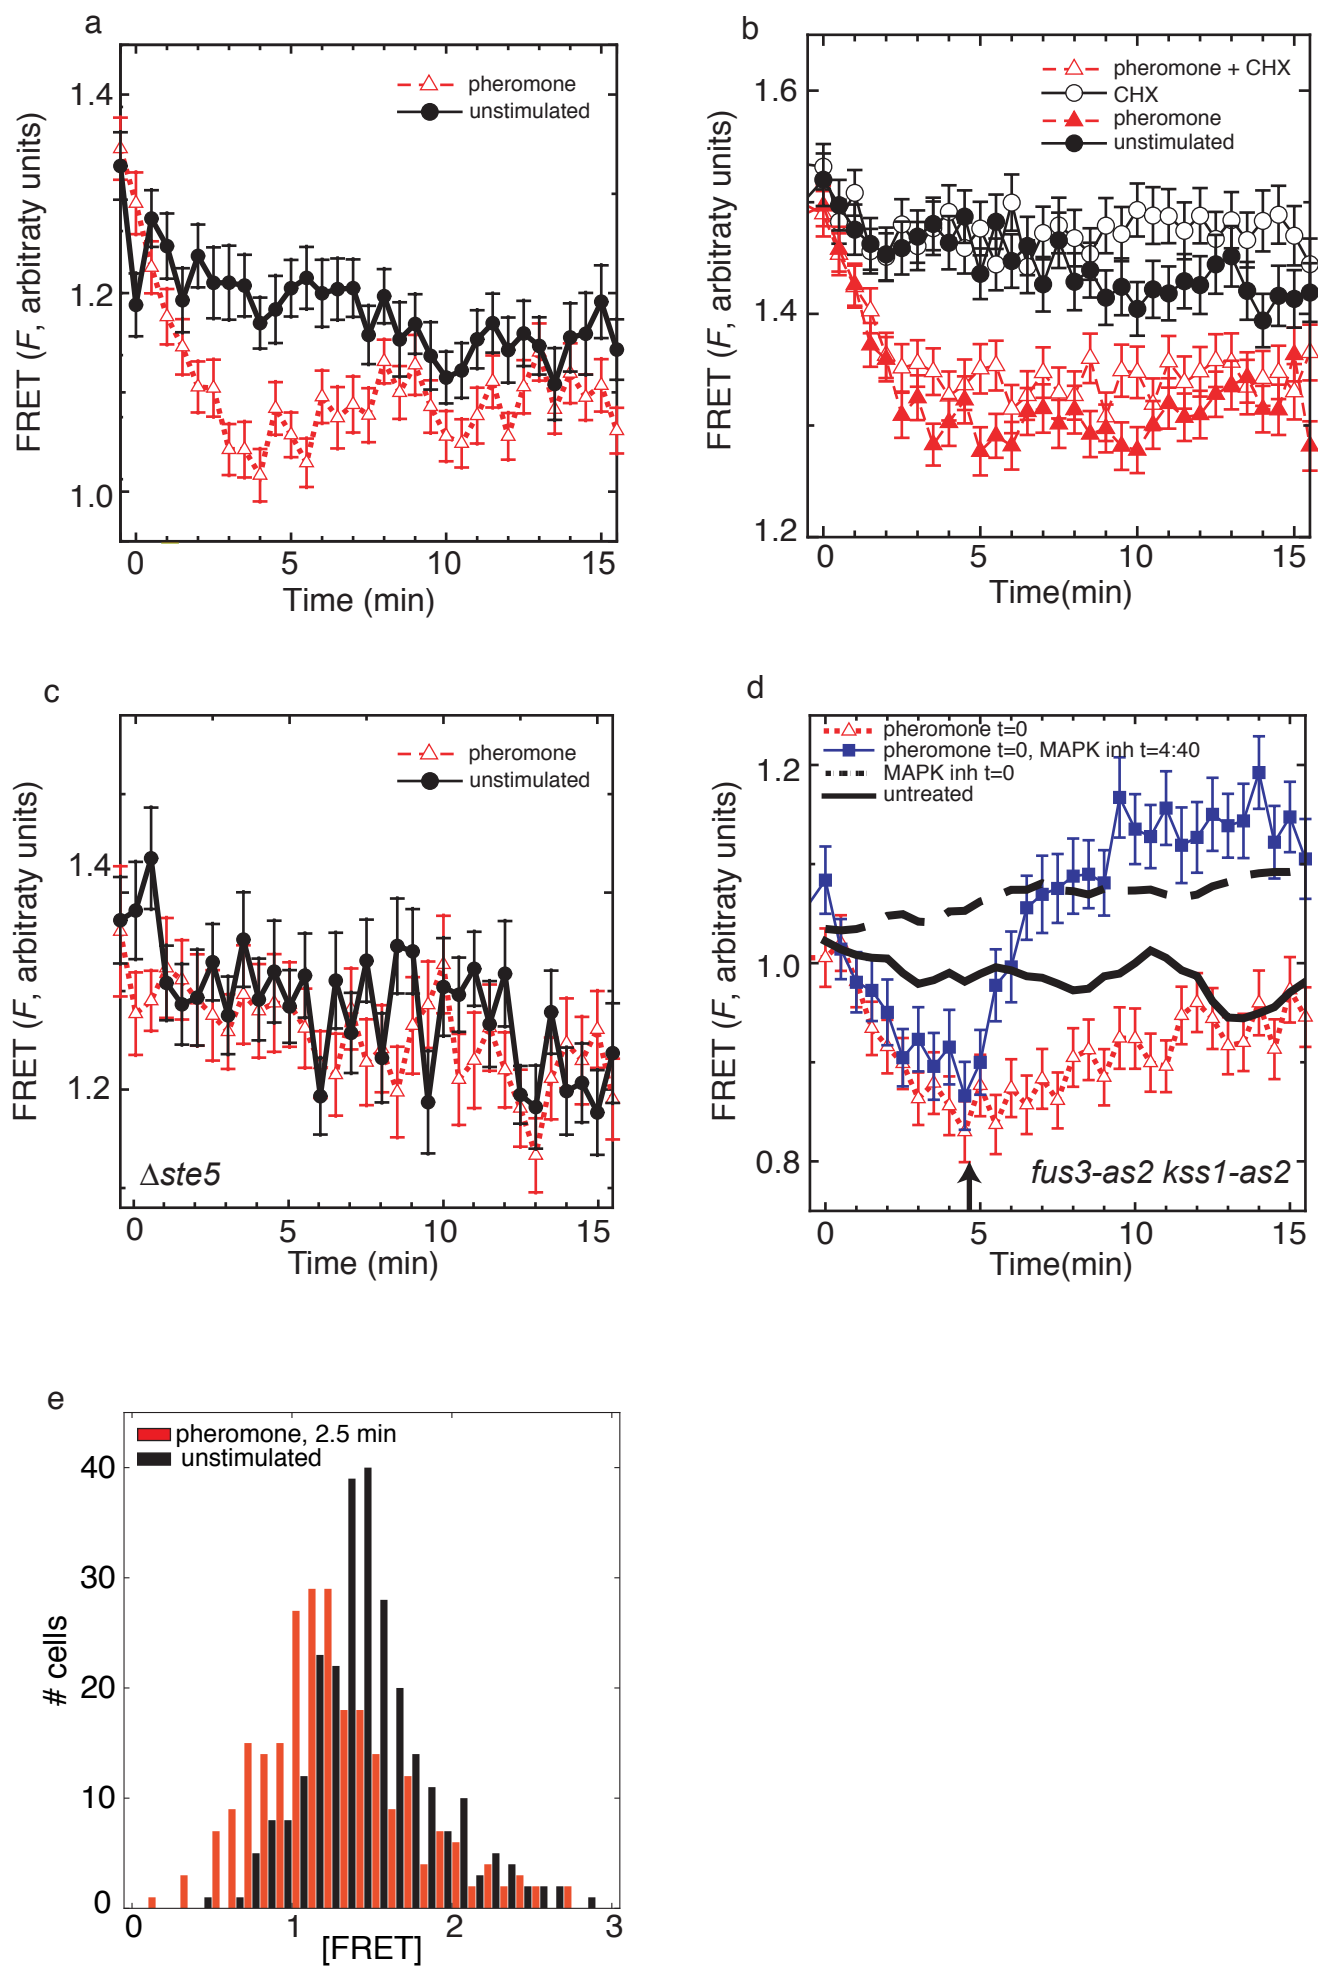 a
pheromone
unstimulated
1.4
1.2
1.0
FRET (F, arbitraty units)
0 5 10 15
Time (min)
b
pheromone + CHX
CHX
pheromone
unstimulated
1.6
1.4
1.2
FRET (F, arbitraty units)
0 5 10 15
Time(min)
c
pheromone
unstimulated
1.4
1.2
FRET (F, arbitraty units)
Δste5
0 5 10 15
Time (min)
d
pheromone t=0
pheromone t=0, MAPK inh t=4:40
MAPK inh t=0
untreated
1.2
1.0
0.8
FRET (F, arbitraty units)
fus3-as2 kss1-as2
0 5 10 15
Time(min)
e
pheromone, 2.5 min
unstimulated
40
30
20
10
0
# cells
0 1 2 3
[FRET]